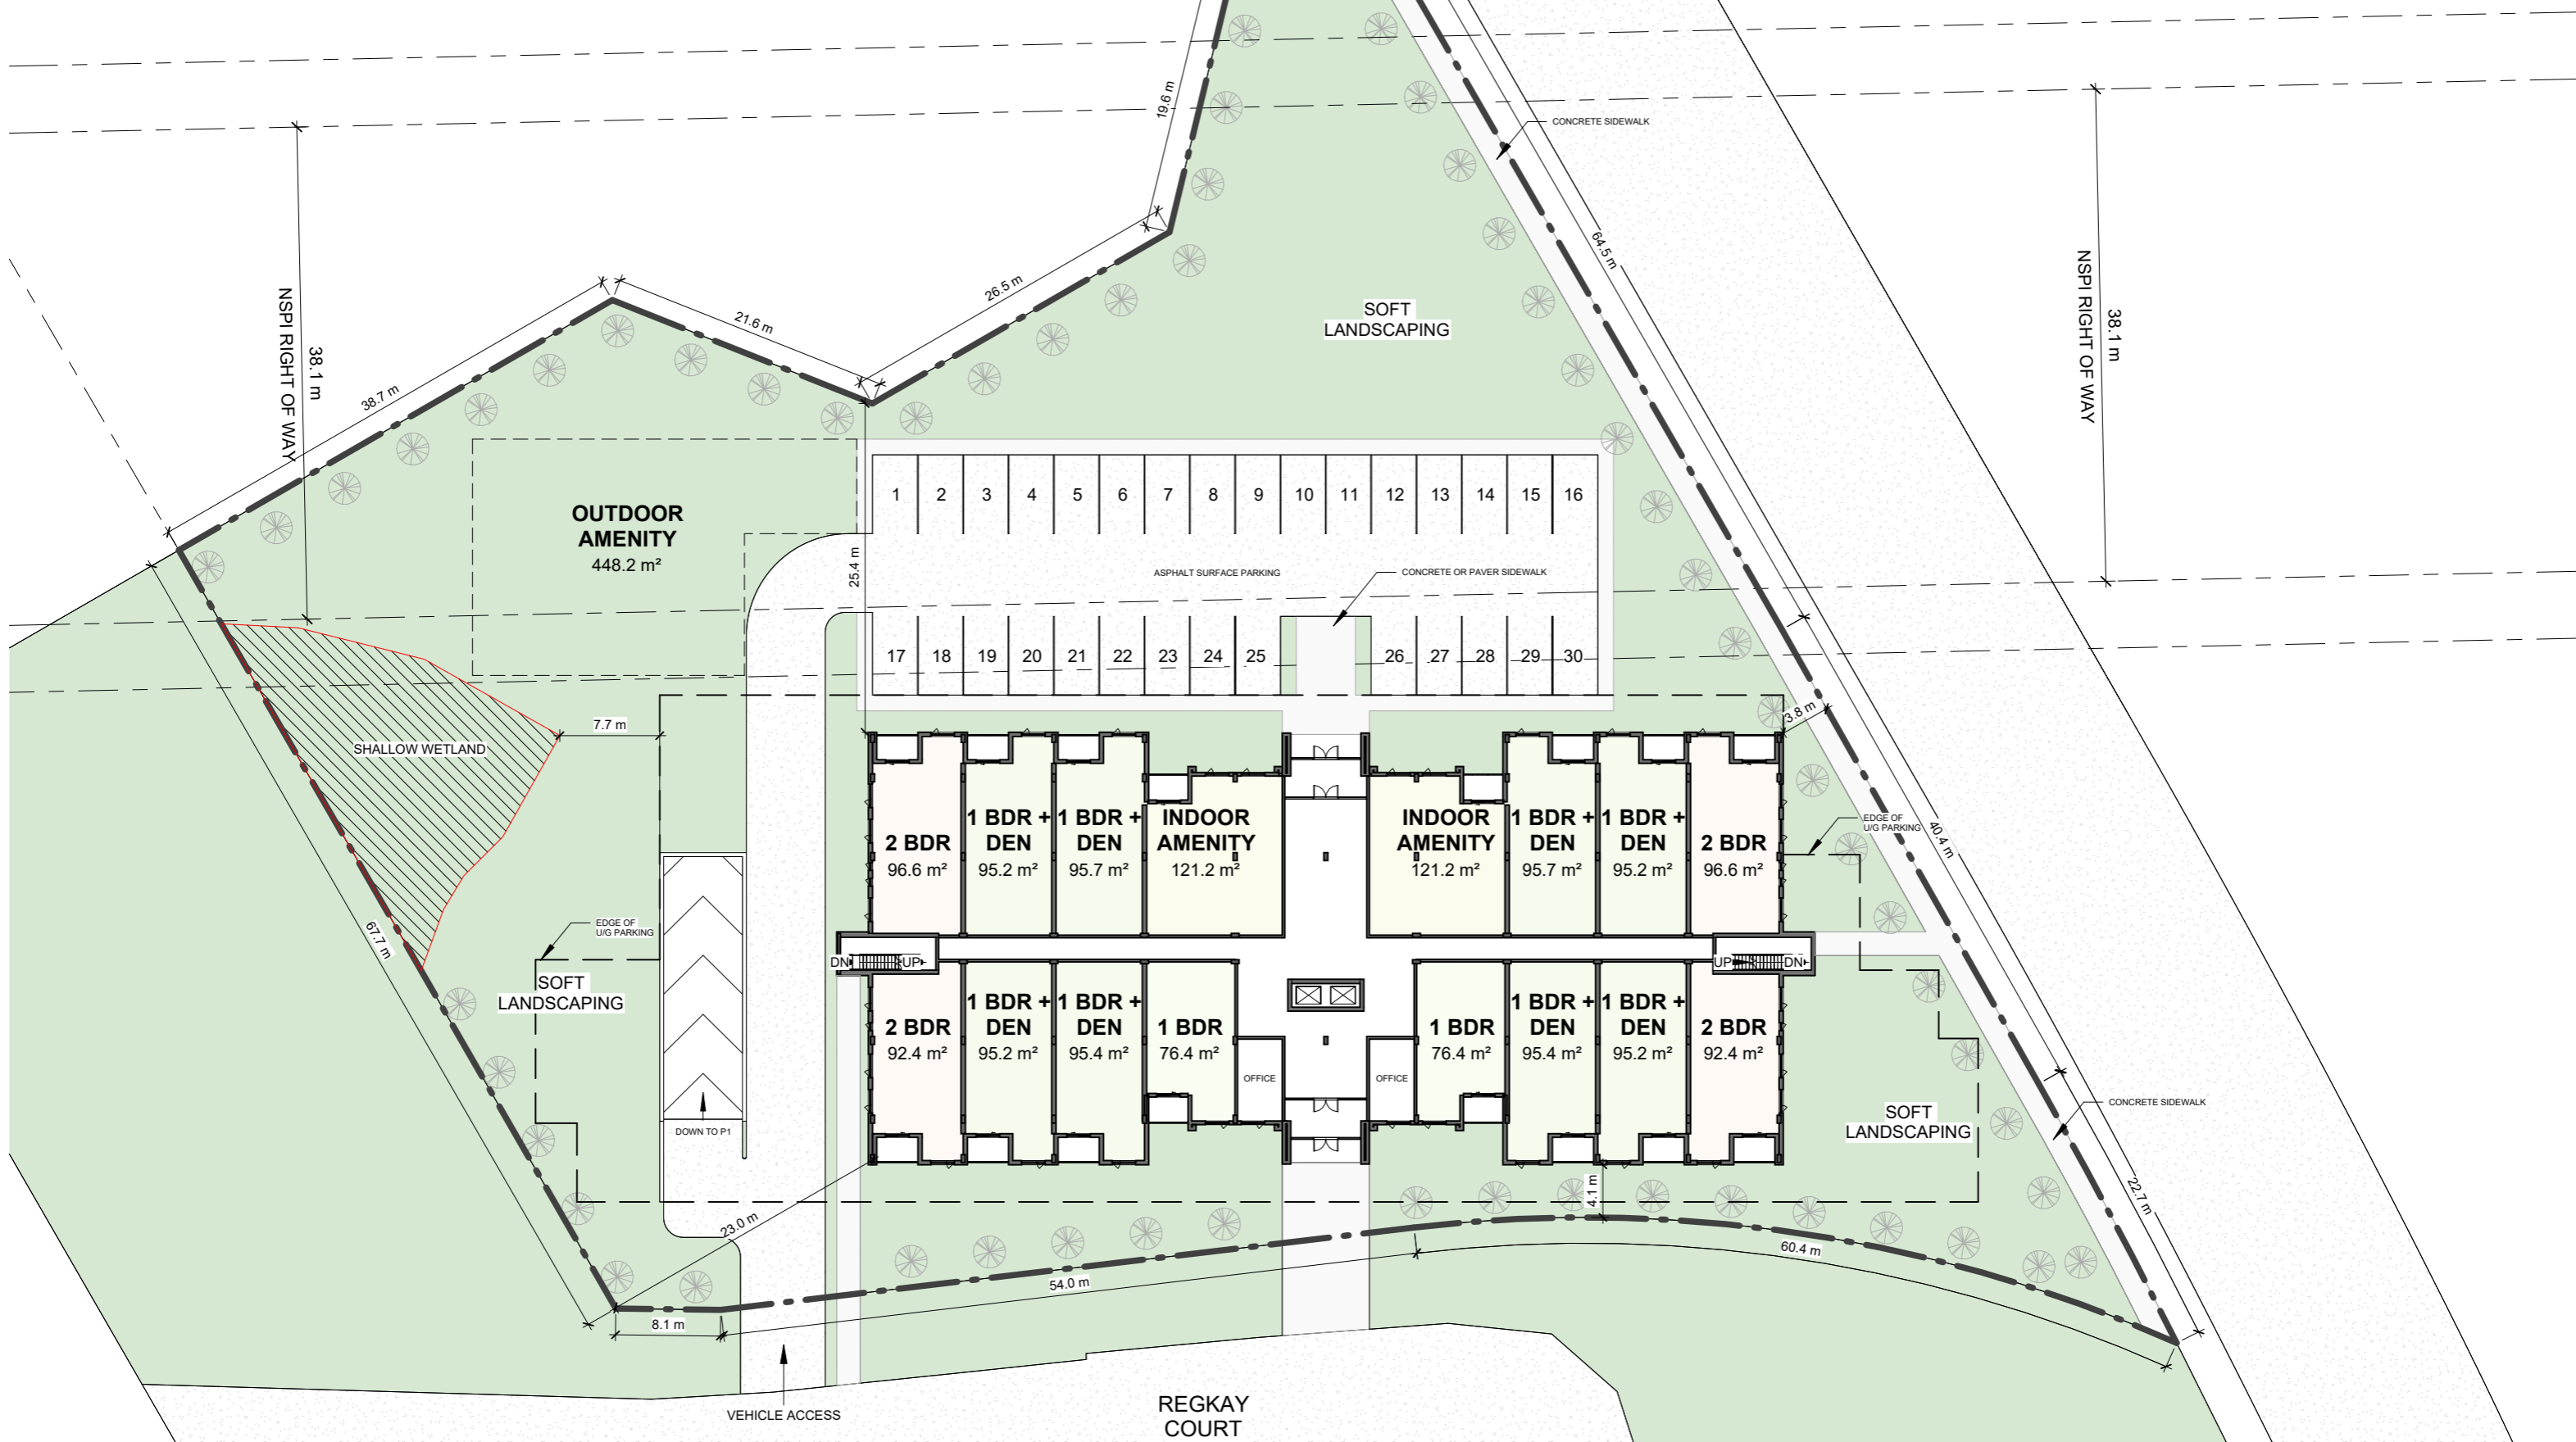 19.6 m
CONCRETE SIDEWALK
64.5 m
26.5 m
21.6 m
38.7 m
NSPI RIGHT OF WAY
38.1 m
SOFT
LANDSCAPING
NSPI RIGHT OF WAY
38.1 m
OUTDOOR
AMENITY
448.2 m²
1 2 3 4 5 6 7 8 9 10 11 12 13 14 15 16
25.4 m
ASPHALT SURFACE PARKING
CONCRETE OR PAVER SIDEWALK
17 18 19 20 21 22 23 24 25 26 27 28 29 30
7.7 m
3.8 m
SHALLOW WETLAND
2 BDR
96.6 m²
1 BDR +
DEN
95.2 m²
1 BDR +
DEN
95.7 m²
INDOOR
AMENITY
121.2 m²
INDOOR
AMENITY
121.2 m²
1 BDR +
DEN
95.7 m²
1 BDR +
DEN
95.2 m²
2 BDR
96.6 m²
EDGE OF
U/G PARKING
40.4 m
67.7 m
EDGE OF
U/G PARKING
SOFT
LANDSCAPING
DN UP
UP DN
2 BDR
92.4 m²
1 BDR +
DEN
95.2 m²
1 BDR +
DEN
95.4 m²
1 BDR
76.4 m²
OFFICE
OFFICE
1 BDR
76.4 m²
1 BDR +
DEN
95.4 m²
1 BDR +
DEN
95.2 m²
2 BDR
92.4 m²
SOFT
LANDSCAPING
CONCRETE SIDEWALK
DOWN TO P1
23.0 m
4.1 m
22.7 m
60.4 m
54.0 m
8.1 m
VEHICLE ACCESS
REGKAY
COURT